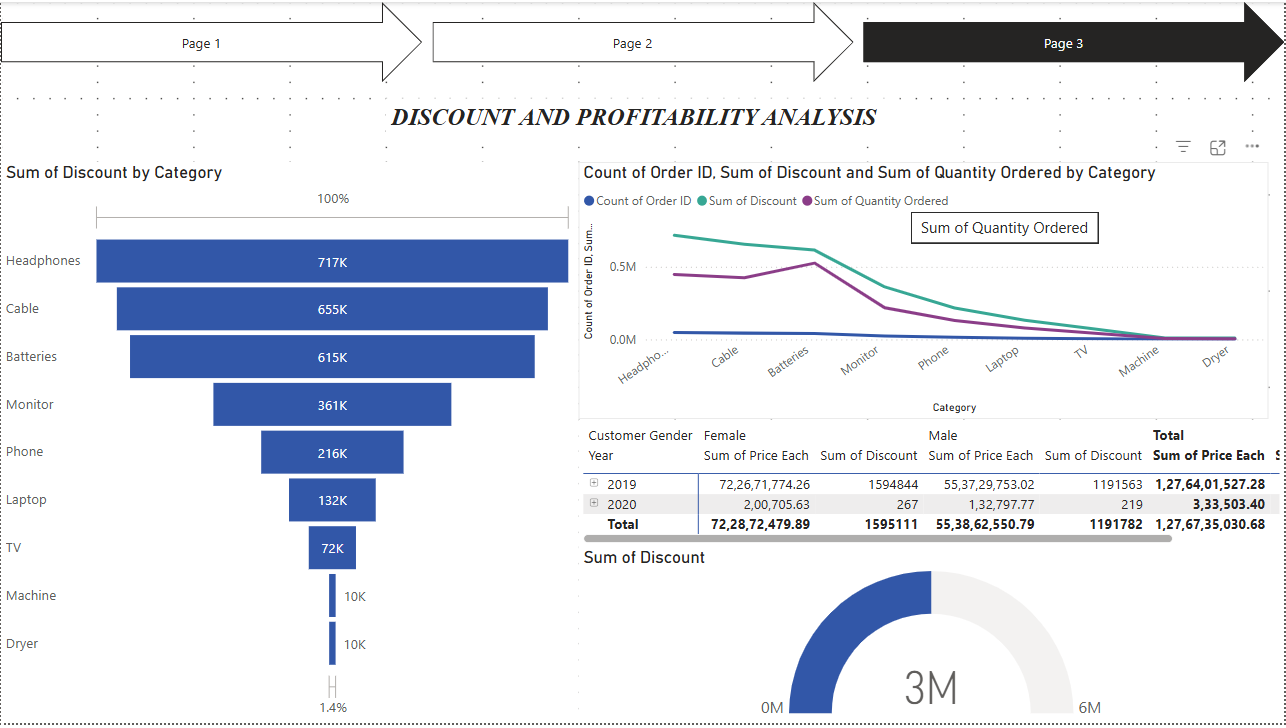 Page 1
Page 2
Page 3
DISCOUNT AND PROFITABILITY ANALYSIS
Sum of Discount by Category
100%
Headphones 717K
Cable 655K
Batteries 615K
Monitor 361K
Phone 216K
Laptop 132K
TV 72K
Machine 10K
Dryer 10K
1.4%
Count of Order ID, Sum of Discount and Sum of Quantity Ordered by Category
Count of Order ID Sum of Discount Sum of Quantity Ordered
Sum of Quantity Ordered
Count of Order ID, Sum...
0.5M
0.0M
Headpho...
Cable
Batteries
Monitor
Phone
Laptop
TV
Machine
Dryer
Category
Customer Gender Female Male Total
Year Sum of Price Each Sum of Discount Sum of Price Each Sum of Discount Sum of Price Each S
2019 72,26,71,774.26 1594844 55,37,29,753.02 1191563 1,27,64,01,527.28
2020 2,00,705.63 267 1,32,797.77 219 3,33,503.40
Total 72,28,72,479.89 1595111 55,38,62,550.79 1191782 1,27,67,35,030.68
Sum of Discount
3M
0M
6M